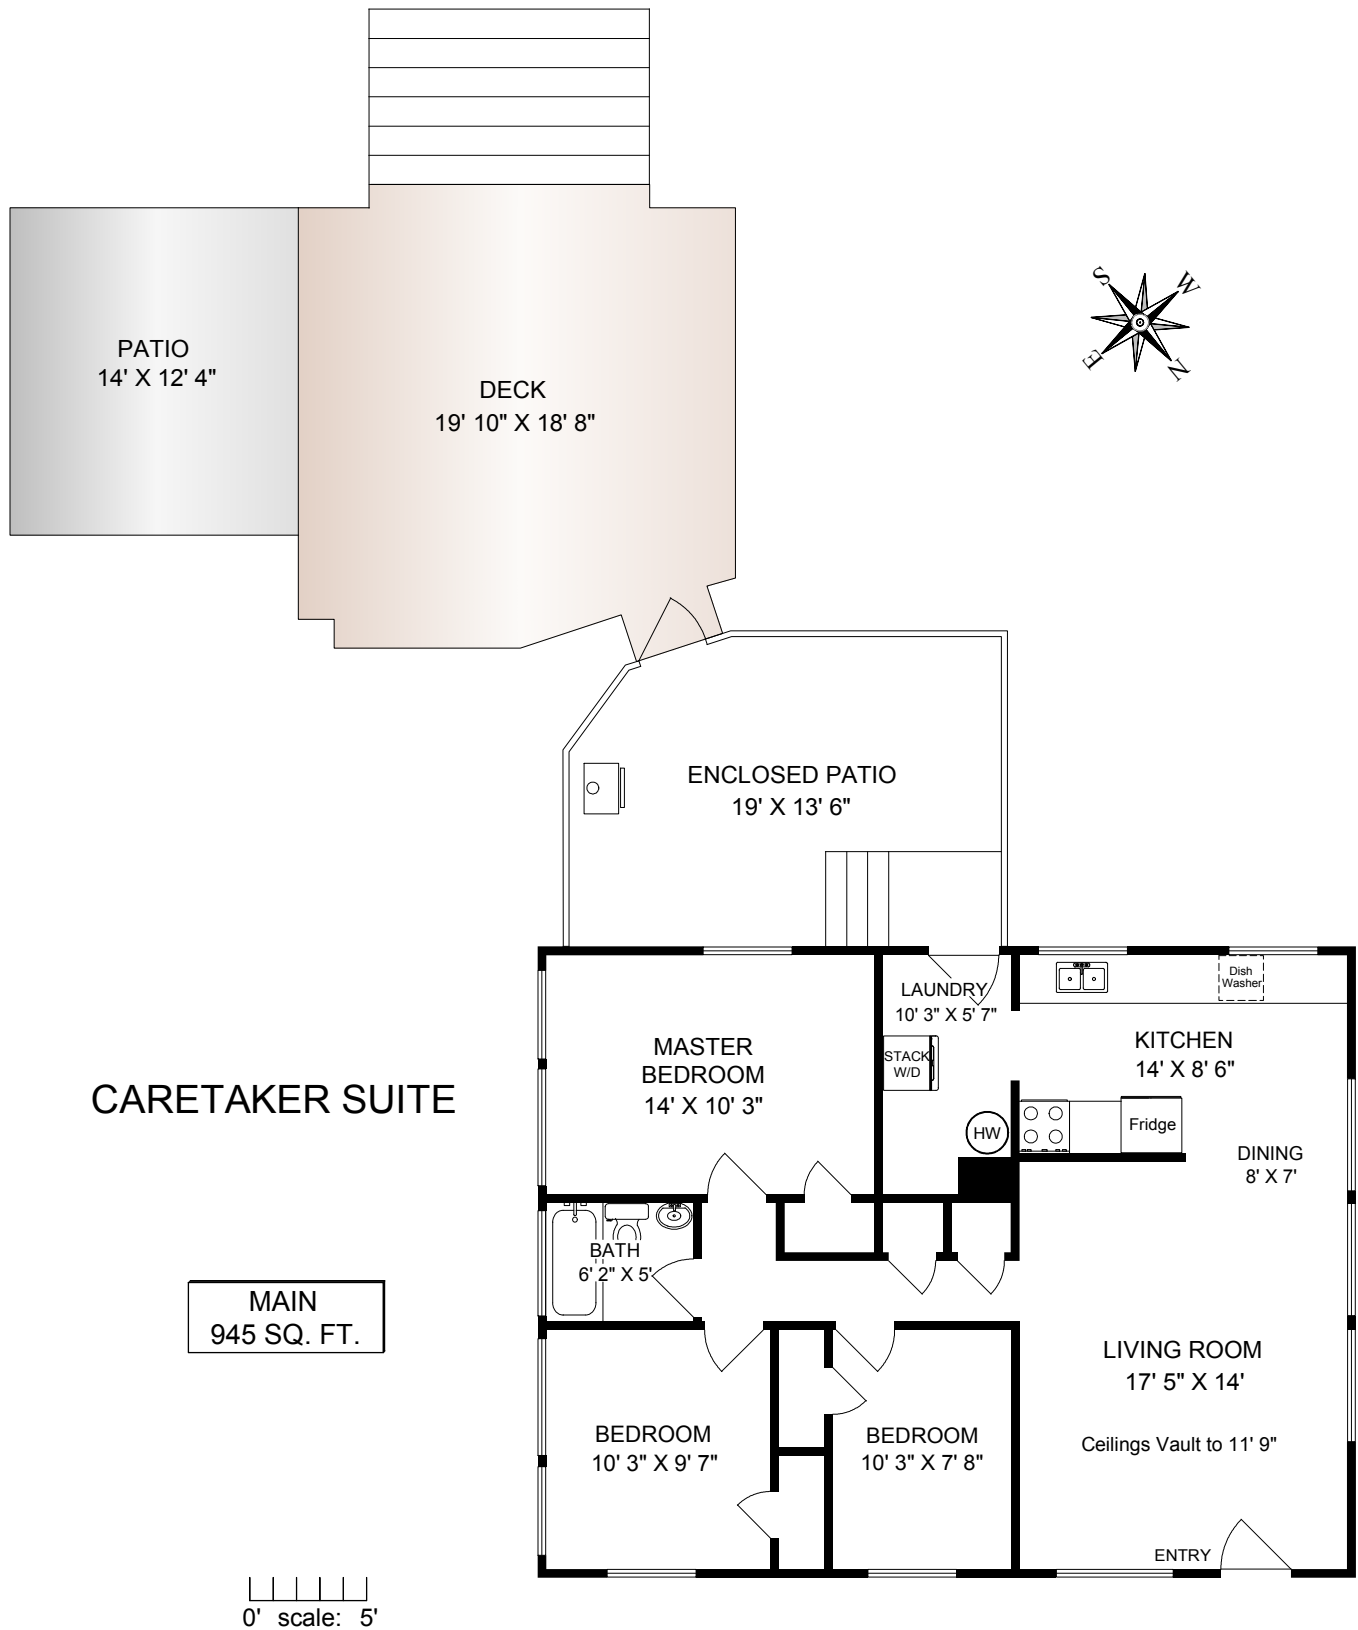 S
W
E
N
PATIO
14' X 12' 4"
DECK
19' 10" X 18' 8"
ENCLOSED PATIO
19' X 13' 6"
LAUNDRY
10' 3" X 5' 7"
STACK
W/D
HW
Dish
Washer
KITCHEN
14' X 8' 6"
Fridge
DINING
8' X 7'
MASTER
BEDROOM
14' X 10' 3"
CARETAKER SUITE
BATH
6' 2" X 5'
MAIN
945 SQ. FT.
LIVING ROOM
17' 5" X 14'
Ceilings Vault to 11' 9"
BEDROOM
10' 3" X 9' 7"
BEDROOM
10' 3" X 7' 8"
ENTRY
0' scale: 5'